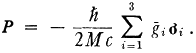 P = − ħ/2Mc ∑_{i=1}^{3} ḡ_i σ_i .